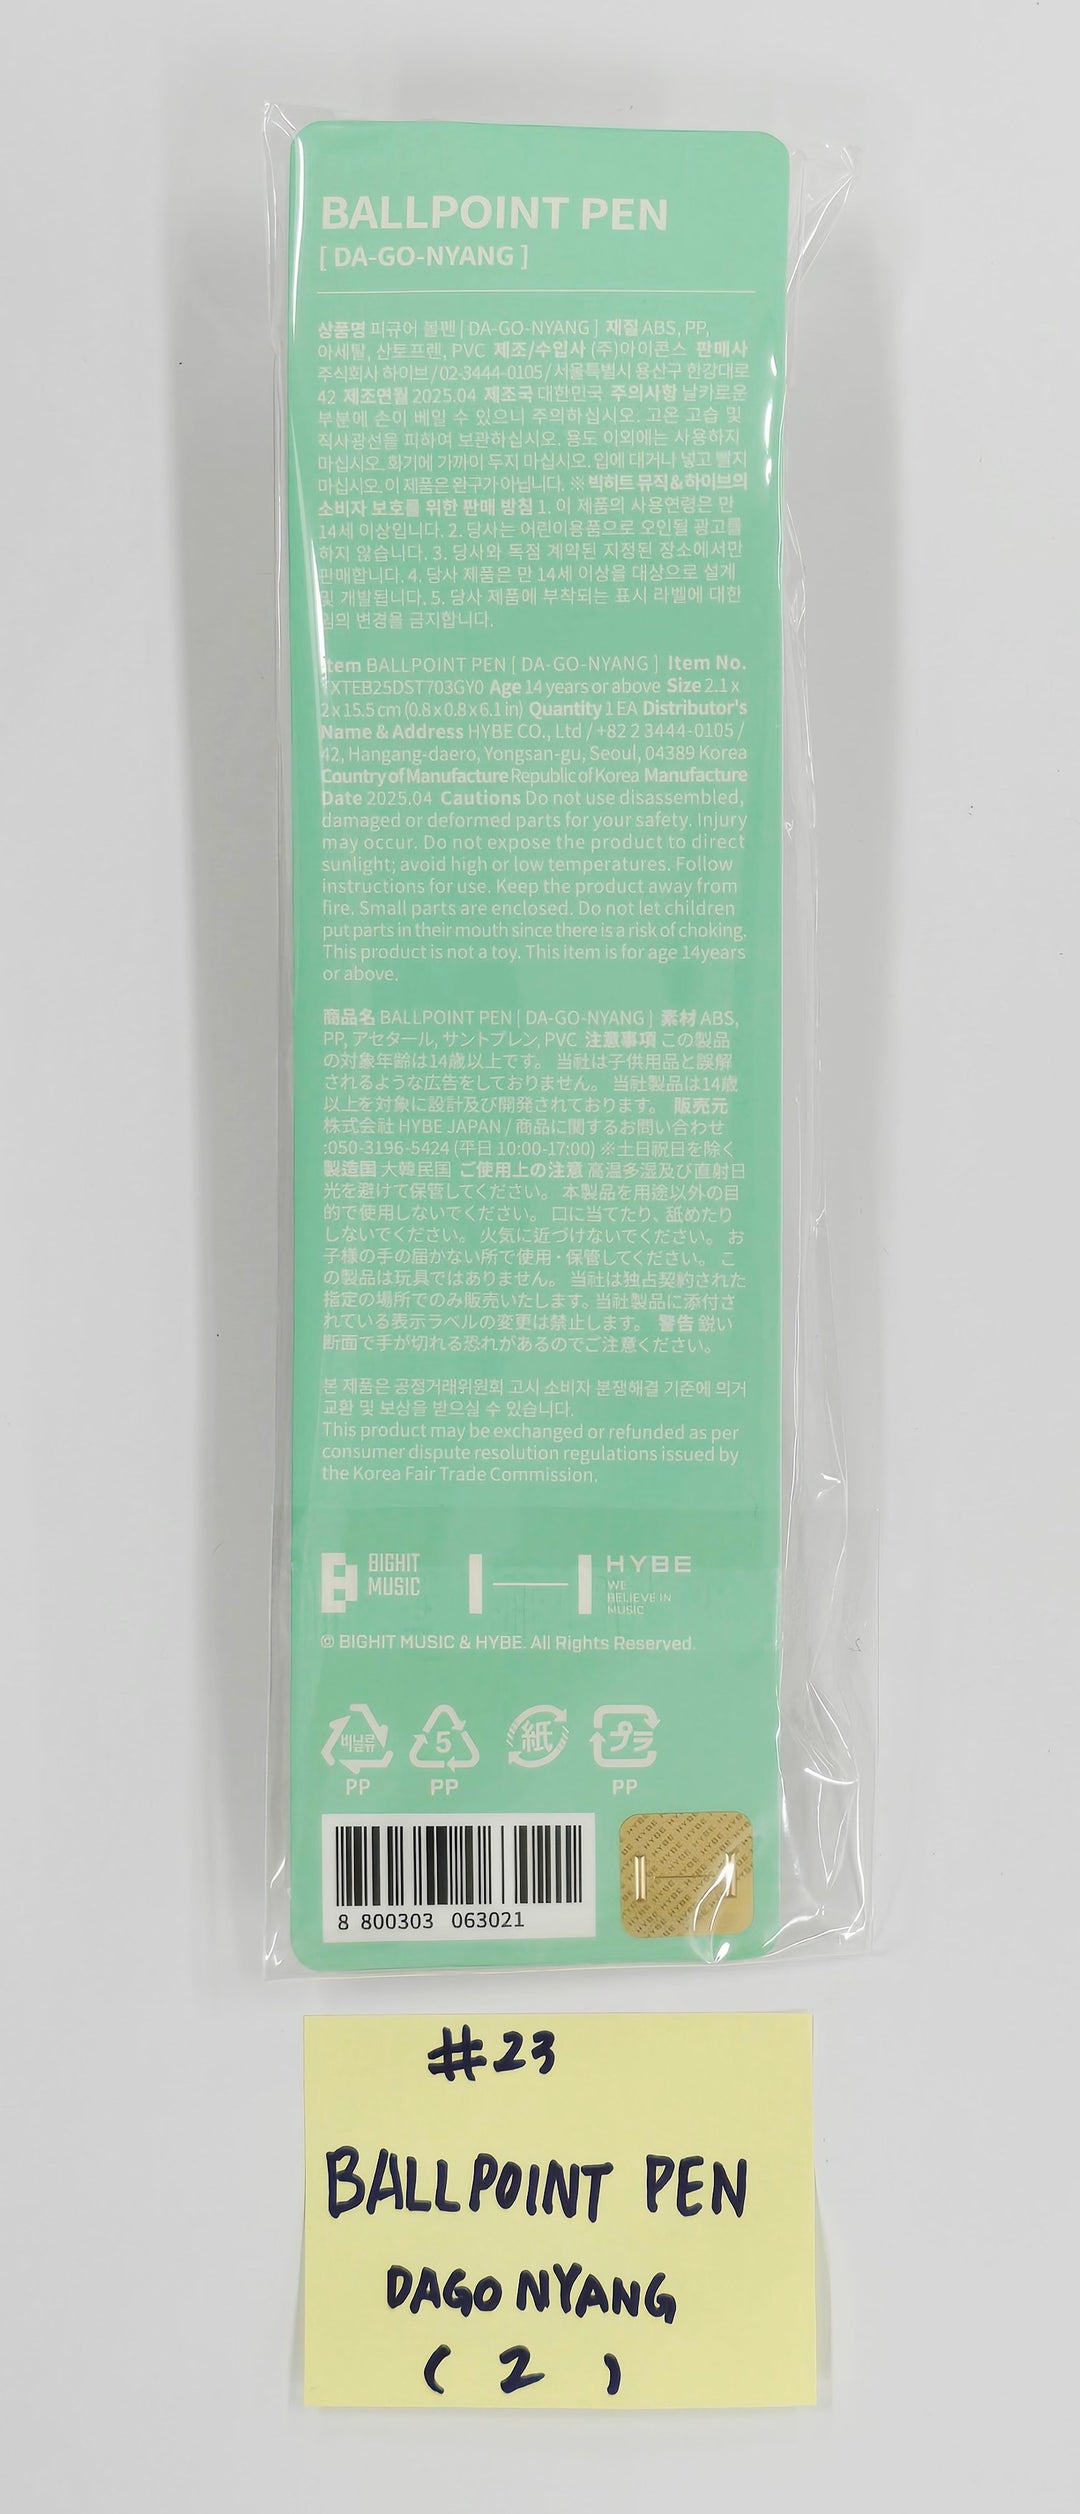 BALLPOINT PEN
[ DA-GO-NYANG ]
상품명 피규어 볼펜 [ DA-GO-NYANG ] 재질 ABS, PP,
아세탈, 산토프렌, PVC 제조/수입사 (주)아이콘스 판매사
주식회사 하이브 / 02-3444-0105 / 서울특별시 용산구 한강대로
42 제조연월 2025.04 제조국 대한민국 주의사항 날카로운
부분에 손이 베일 수 있으니 주의하십시오. 고온 고습 및
직사광선을 피하여 보관하십시오. 용도 이외에는 사용하지
마십시오. 화기에 가까이 두지 마십시오. 입에 대거나 넣고 빨지
마십시오. 이 제품은 완구가 아닙니다. ※ 빅히트 뮤직&하이브의
소비자 보호를 위한 판매 방침 1. 이 제품의 사용연령은 만
14세 이상입니다. 2. 당사는 어린이용품으로 오인될 광고를
하지 않습니다. 3. 당사와 독점 계약된 지정된 장소에서만
판매합니다. 4. 당사 제품은 만 14세 이상을 대상으로 설계
및 개발됩니다. 5. 당사 제품에 부착되는 표시 라벨에 대한
임의 변경을 금지합니다.
Item BALLPOINT PEN [ DA-GO-NYANG ] Item No.
TXTEB25DST703GY0 Age 14 years or above Size 2.1 x
2 x 15.5 cm (0.8 x 0.8 x 6.1 in) Quantity 1 EA Distributor's
Name & Address HYBE CO., Ltd / +82 2 3444-0105 /
42, Hangang-daero, Yongsan-gu, Seoul, 04389 Korea
Country of Manufacture Republic of Korea Manufacture
Date 2025.04 Cautions Do not use disassembled,
damaged or deformed parts for your safety. Injury
may occur. Do not expose the product to direct
sunlight; avoid high or low temperatures. Follow
instructions for use. Keep the product away from
fire. Small parts are enclosed. Do not let children
put parts in their mouth since there is a risk of choking.
This product is not a toy. This item is for age 14years
or above.
商品名 BALLPOINT PEN [ DA-GO-NYANG ] 素材 ABS,
PP, アセタール, サントプレン, PVC 注意事項 この製品
の対象年齢は14歳以上です。 当社は子供用品と誤解
されるような広告をしておりません。 当社製品は14歳
以上を対象に設計及び開発されております。 販売元
株式会社 HYBE JAPAN / 商品に関するお問い合わせ
:050-3196-5424 (平日 10:00-17:00) ※土日祝日を除く
製造国 大韓民国 ご使用上の注意 高温多湿及び直射日
光を避けて保管してください。 本製品を用途以外の目
的で使用しないでください。 口に当てたり、舐めたり
しないでください。 火気に近づけないでください。 お
子様の手の届かない所で使用・保管してください。 こ
の製品は玩具ではありません。 当社は独占契約された
指定の場所でのみ販売いたします。当社製品に添付さ
れている表示ラベルの変更は禁止します。 警告 鋭い
断面で手が切れる恐れがあるのでご注意ください。
본 제품은 공정거래위원회 고시 소비자 분쟁해결 기준에 의거
교환 및 보상을 받으실 수 있습니다.
This product may be exchanged or refunded as per
consumer dispute resolution regulations issued by
the Korea Fair Trade Commission.
BIGHIT
MUSIC
HYBE
WE
BELIEVE IN
MUSIC
© BIGHIT MUSIC & HYBE. All Rights Reserved.
비닐류 5 紙 プラ
PP PP PP
8 800303 063021
#23
BALLPOINT PEN
DAGO NYANG
( 2 )